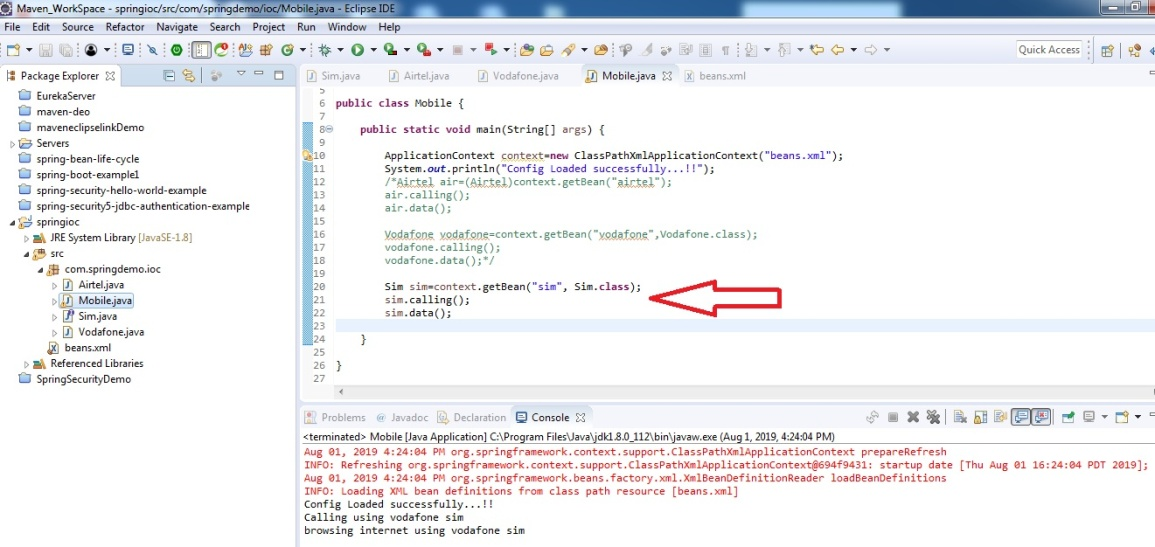 Maven_WorkSpace - springioc/src/com/springdemo/ioc/Mobile.java - Eclipse IDE
File Edit Source Refactor Navigate Search Project Run Window Help
Quick Access
Package Explorer
EurekaServer
maven-deo
maveneclipselinkDemo
Servers
spring-bean-life-cycle
spring-boot-example1
spring-security-hello-world-example
spring-security5-jdbc-authentication-example
springioc
JRE System Library [JavaSE-1.8]
src
com.springdemo.ioc
Airtel.java
Mobile.java
Sim.java
Vodafone.java
beans.xml
Referenced Libraries
SpringSecurityDemo
Sim.java Airtel.java Vodafone.java Mobile.java beans.xml
5
6 public class Mobile {
7
8 public static void main(String[] args) {
9
10 ApplicationContext context=new ClassPathXmlApplicationContext("beans.xml");
11 System.out.println("Config Loaded successfully...!!");
12 /*Airtel air=(Airtel)context.getBean("airtel");
13 air.calling();
14 air.data();
15
16 Vodafone vodafone=context.getBean("vodafone",Vodafone.class);
17 vodafone.calling();
18 vodafone.data();*/
19
20 Sim sim=context.getBean("sim", Sim.class);
21 sim.calling();
22 sim.data();
23
24 }
25
26 }
27
Problems Javadoc Declaration Console
<terminated> Mobile [Java Application] C:\Program Files\Java\jdk1.8.0_112\bin\javaw.exe (Aug 1, 2019, 4:24:04 PM)
Aug 01, 2019 4:24:04 PM org.springframework.context.support.ClassPathXmlApplicationContext prepareRefresh
INFO: Refreshing org.springframework.context.support.ClassPathXmlApplicationContext@694f9431: startup date [Thu Aug 01 16:24:04 PDT 2019];
Aug 01, 2019 4:24:04 PM org.springframework.beans.factory.xml.XmlBeanDefinitionReader loadBeanDefinitions
INFO: Loading XML bean definitions from class path resource [beans.xml]
Config Loaded successfully...!!
Calling using vodafone sim
browsing internet using vodafone sim